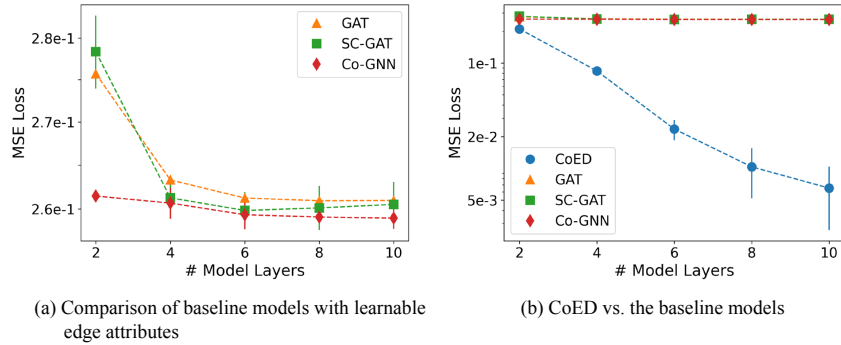 2.8e-1
2.7e-1
2.6e-1
MSE Loss
GAT
SC-GAT
Co-GNN
2 4 6 8 10
# Model Layers
(a) Comparison of baseline models with learnable
edge attributes
1e-1
2e-2
5e-3
MSE Loss
CoED
GAT
SC-GAT
Co-GNN
2 4 6 8 10
# Model Layers
(b) CoED vs. the baseline models